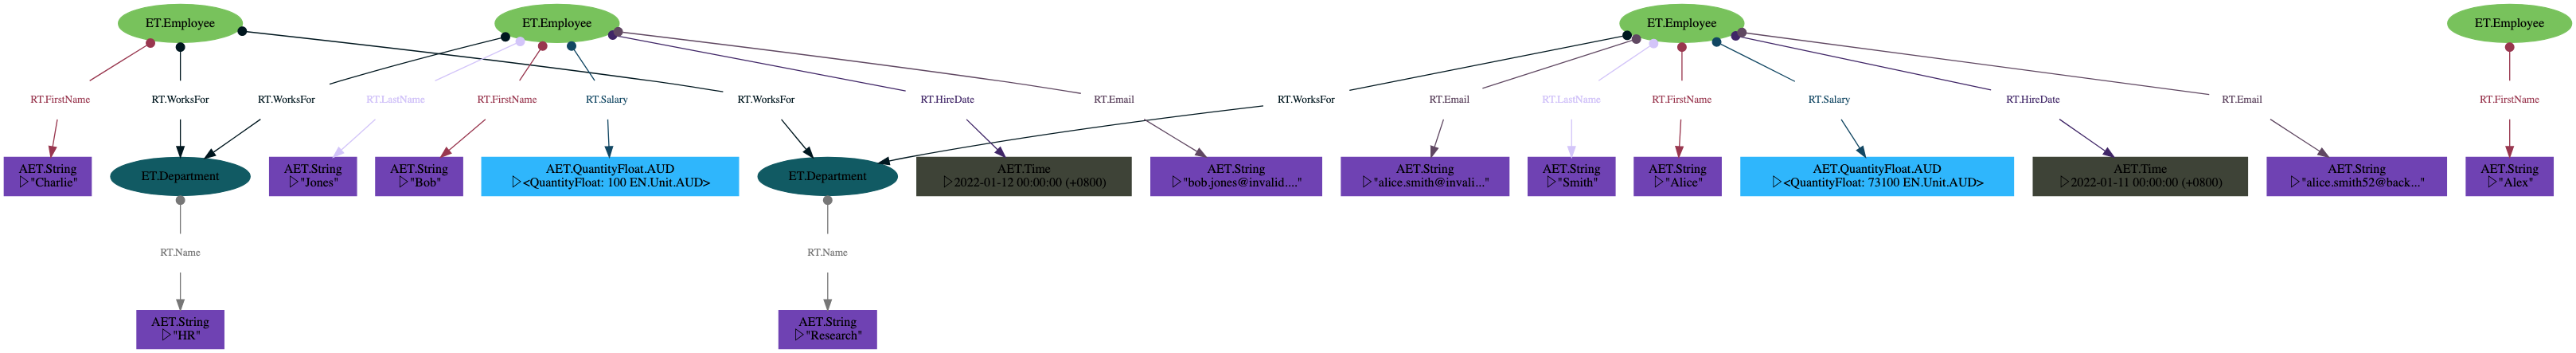 ET.Employee
ET.Employee
ET.Employee
ET.Employee
RT.FirstName
RT.WorksFor
RT.WorksFor
RT.LastName
RT.FirstName
RT.Salary
RT.WorksFor
RT.HireDate
RT.Email
RT.WorksFor
RT.Email
RT.LastName
RT.FirstName
RT.Salary
RT.HireDate
RT.Email
RT.FirstName
AET.String
▷"Charlie"
ET.Department
AET.String
▷"Jones"
AET.String
▷"Bob"
AET.QuantityFloat.AUD
▷<QuantityFloat: 100 EN.Unit.AUD>
ET.Department
AET.Time
▷2022-01-12 00:00:00 (+0800)
AET.String
▷"bob.jones@invalid...."
AET.String
▷"alice.smith@invali..."
AET.String
▷"Smith"
AET.String
▷"Alice"
AET.QuantityFloat.AUD
▷<QuantityFloat: 73100 EN.Unit.AUD>
AET.Time
▷2022-01-11 00:00:00 (+0800)
AET.String
▷"alice.smith52@back..."
AET.String
▷"Alex"
RT.Name
RT.Name
AET.String
▷"HR"
AET.String
▷"Research"